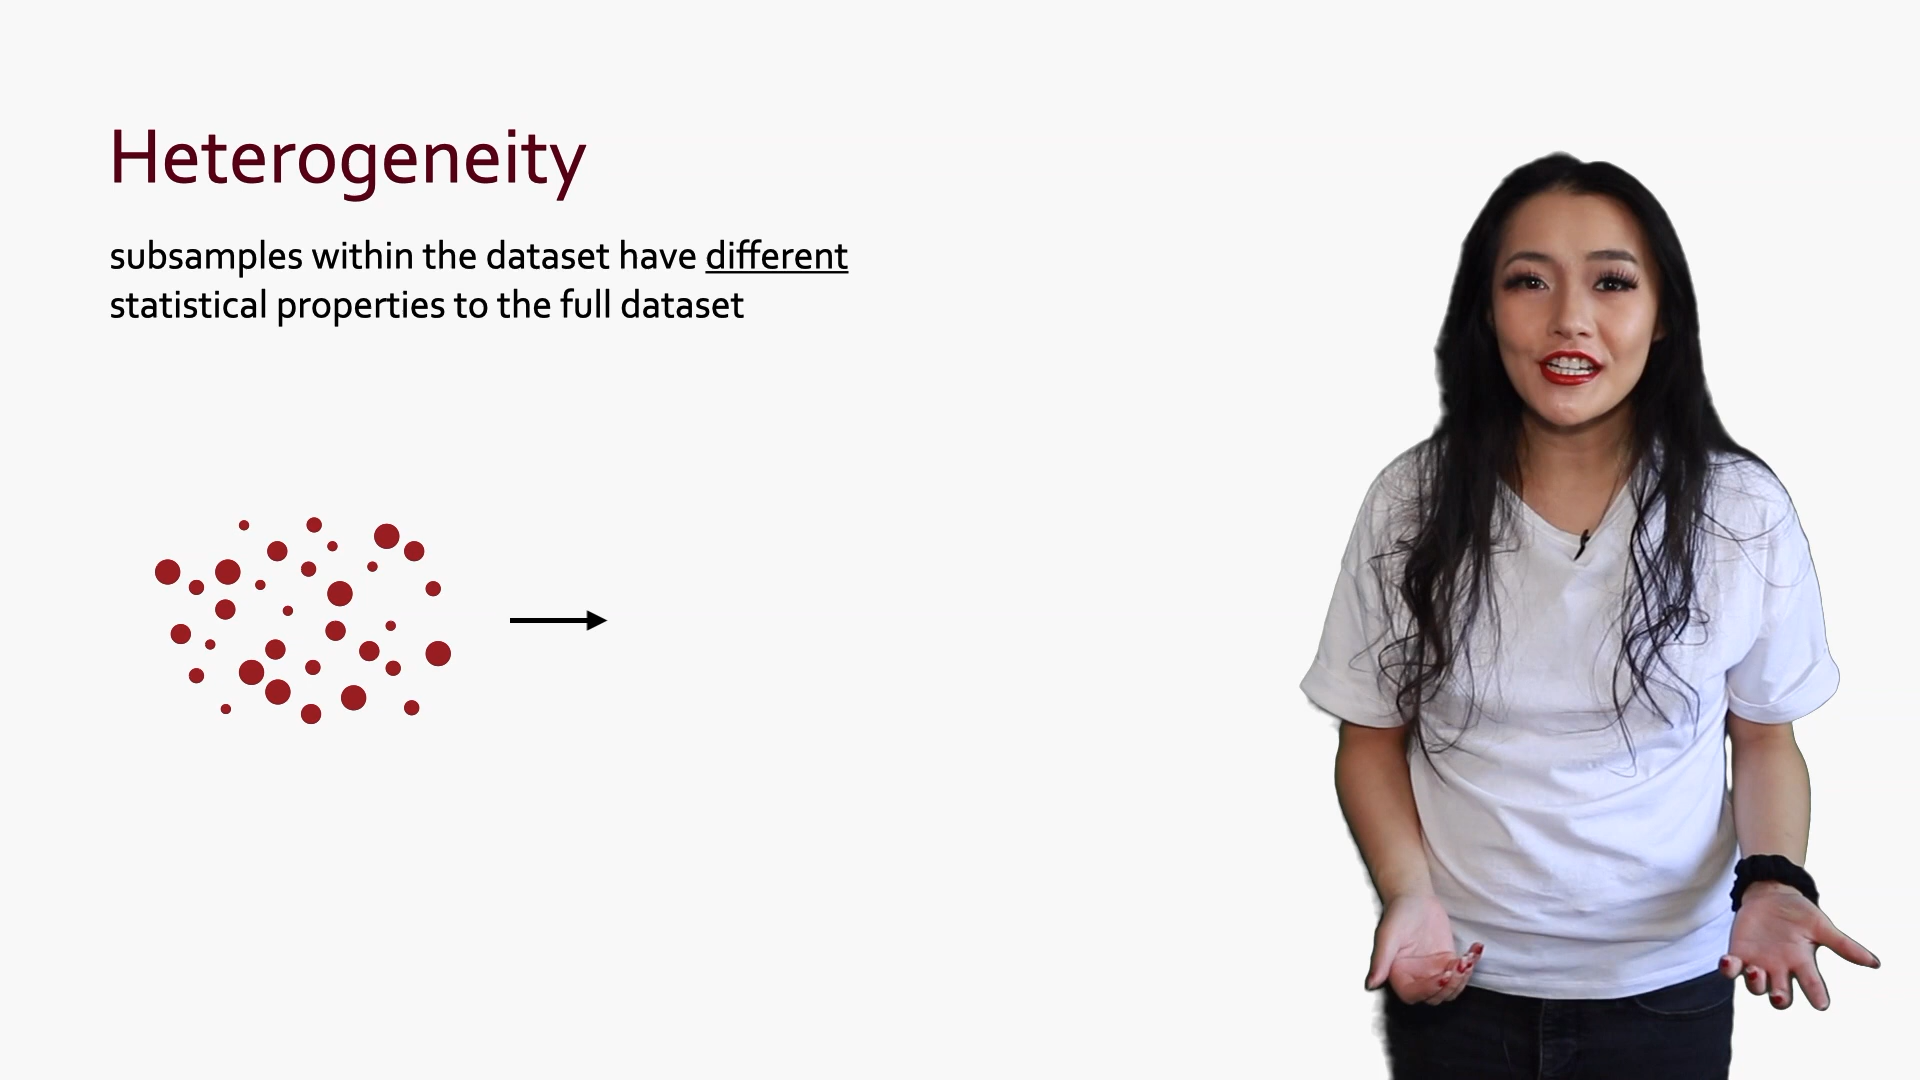 Heterogeneity
subsamples within the dataset have different
statistical properties to the full dataset